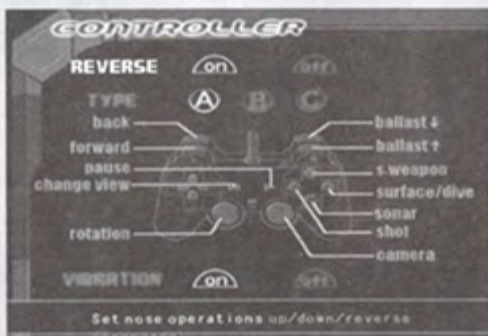 CONTROLLER
REVERSE on off
TYPE A B C
back ballast↓
forward ballast↑
pause s.weapon
change view surface/dive
sonar
rotation shot
camera
VIBRATION on off
Set nose operations up/down/reverse